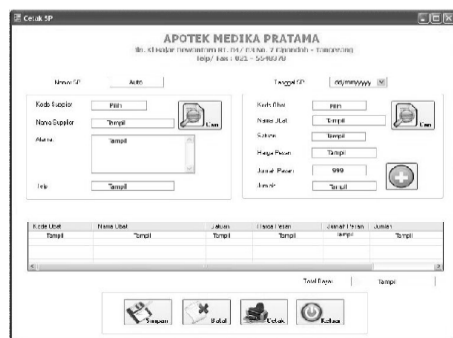 Cetak SP
APOTEK MEDIKA PRATAMA
Telp/ Fax : 021 - 5540378
Nomor SP Auto Tanggal SP dd/mm/yyyy
Kode Supplier Pilih Cari
Nama Supplier Tampil
Alamat Tampil
Telp Tampil
Kode Obat Pilih Cari
Nama Obat Tampil
Satuan Tampil
Harga Pesan Tampil
Jumlah Pesan 999
Jumlah Tampil
Kode Obat Nama Obat Satuan Harga Pesan Jumlah Pesan Jumlah
Tampil Tampil Tampil Tampil Tampil Tampil
Total Bayar Tampil
Simpan Batal Cetak Keluar